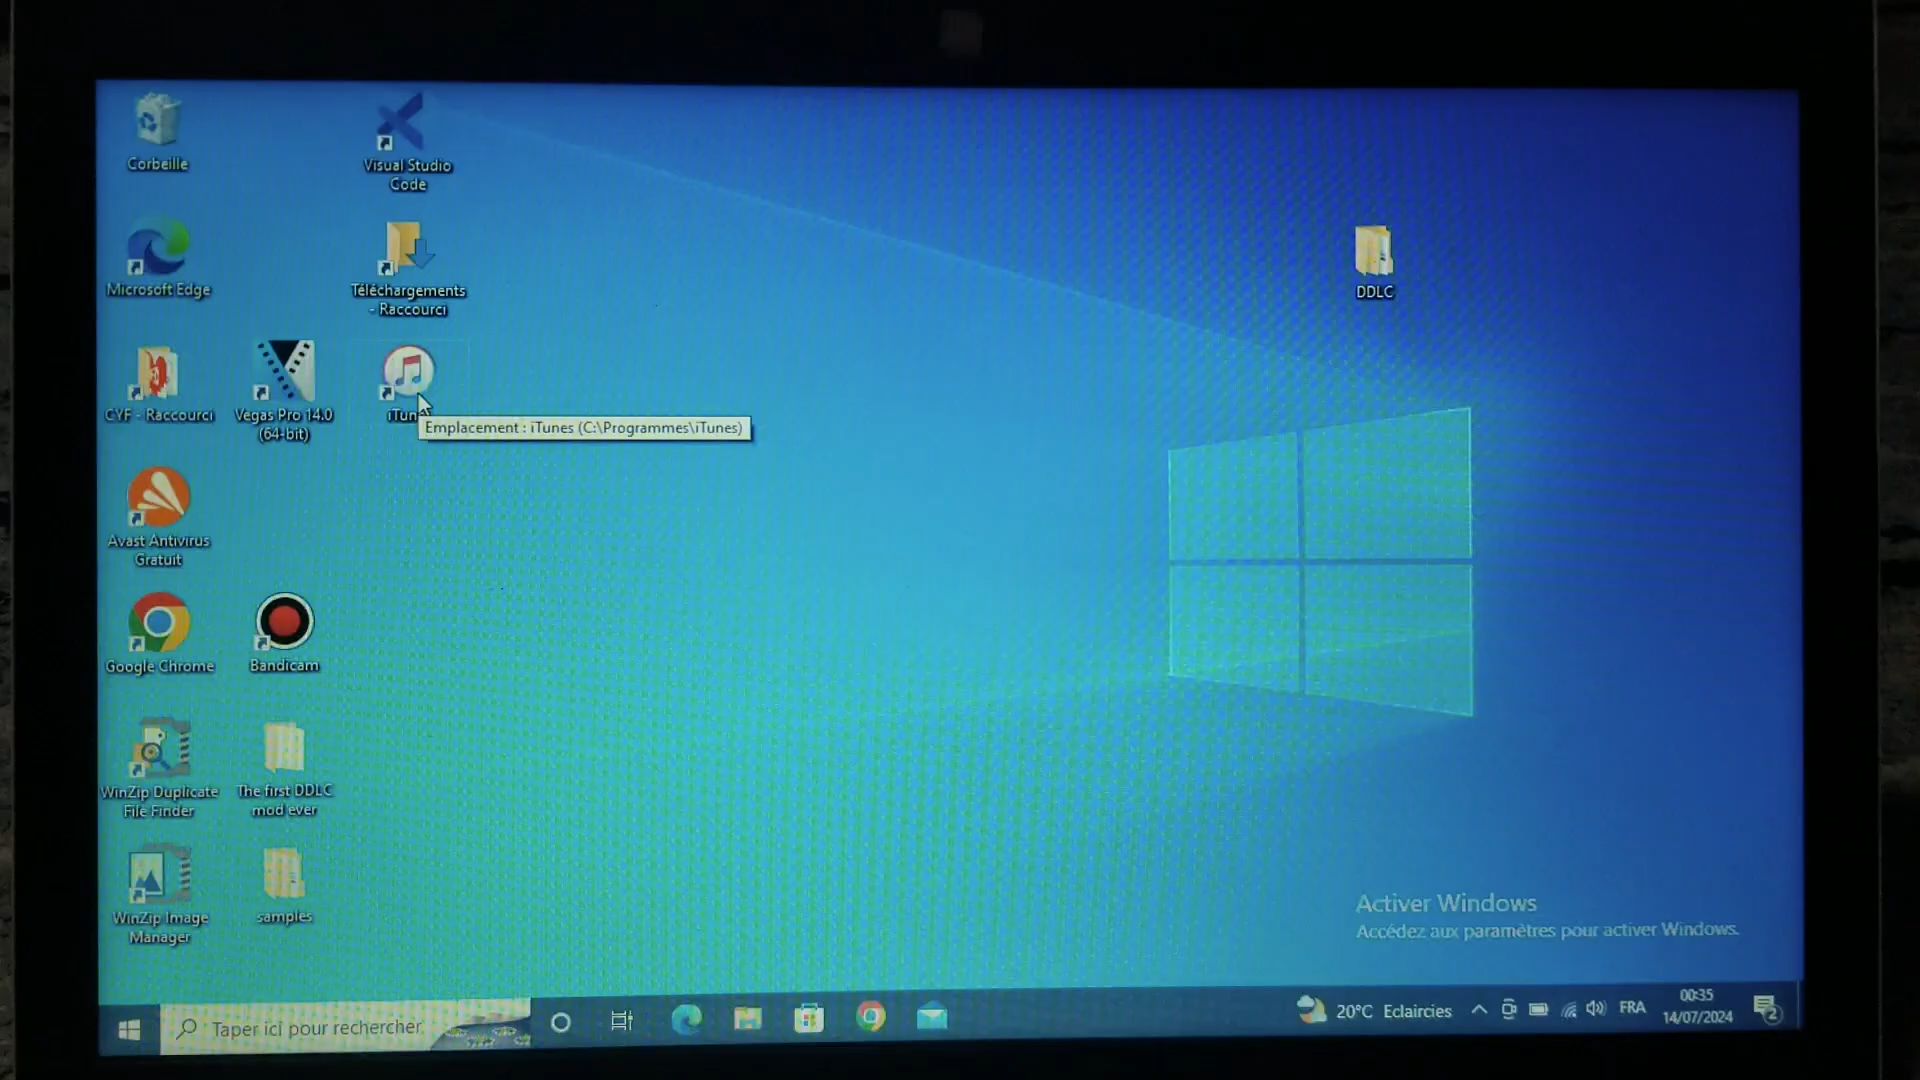 Corbeille
Visual Studio
Code
Microsoft Edge
Téléchargements
- Raccourci
DDLC
CYF - Raccourci
Vegas Pro 14.0
(64-bit)
iTun
Emplacement : iTunes (C:\Programmes\iTunes)
Avast Antivirus
Gratuit
Google Chrome
Bandicam
WinZip Duplicate
File Finder
The first DDLC
mod ever
WinZip Image
Manager
samples
Activer Windows
Accédez aux paramètres pour activer Windows.
Taper ici pour rechercher
20°C Eclaircies
FRA
00:35
14/07/2024
2